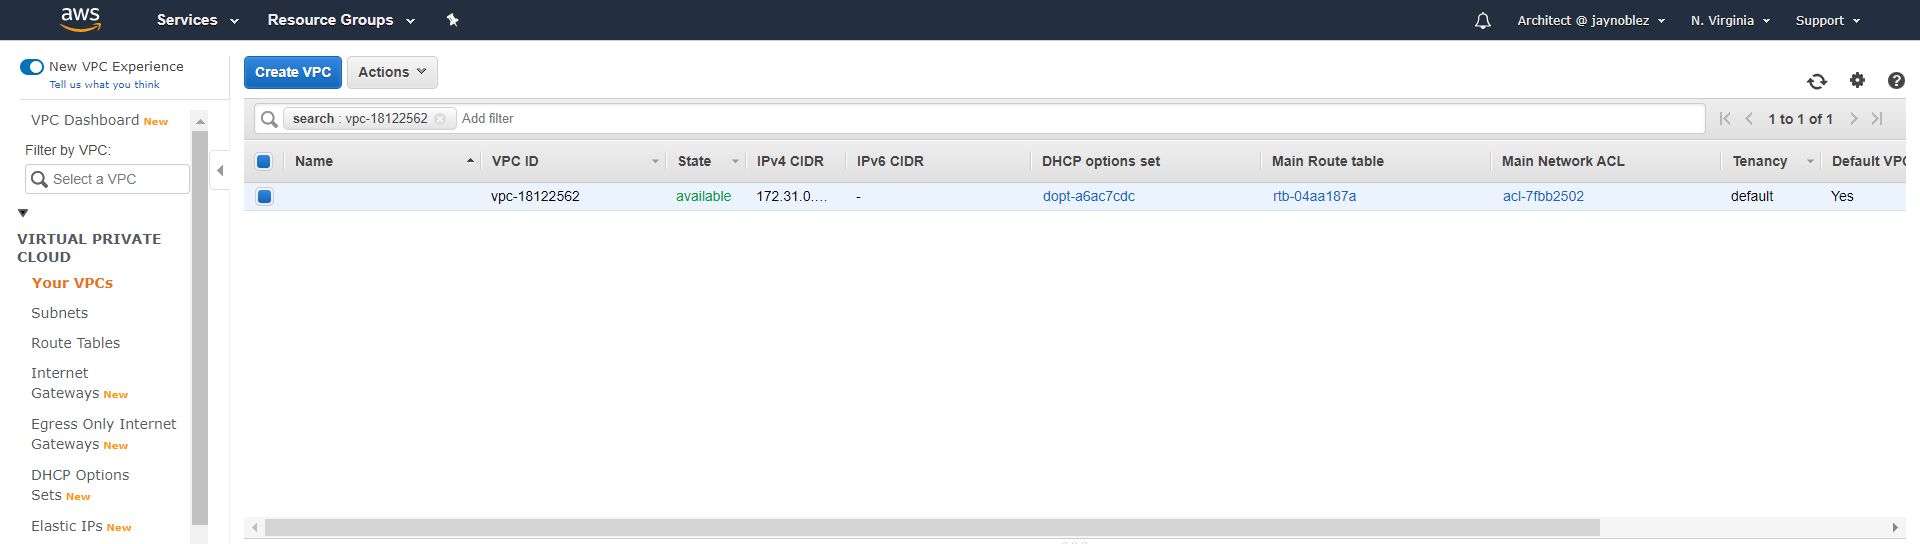 aws Services Resource Groups Architect @ jaynoblez N. Virginia Support
New VPC Experience
Tell us what you think
VPC Dashboard New
Filter by VPC:
Select a VPC
VIRTUAL PRIVATE
CLOUD
Your VPCs
Subnets
Route Tables
Internet
Gateways New
Egress Only Internet
Gateways New
DHCP Options
Sets New
Elastic IPs New
Create VPC Actions
search : vpc-18122562 Add filter 1 to 1 of 1
Name VPC ID State IPv4 CIDR IPv6 CIDR DHCP options set Main Route table Main Network ACL Tenancy Default VPC
vpc-18122562 available 172.31.0.... - dopt-a6ac7cdc rtb-04aa187a acl-7fbb2502 default Yes